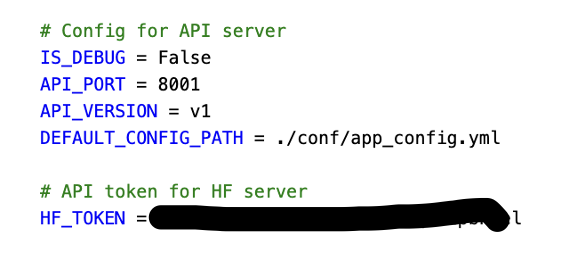 # Config for API server
IS_DEBUG = False
API_PORT = 8001
API_VERSION = v1
DEFAULT_CONFIG_PATH = ./conf/app_config.yml
# API token for HF server
HF_TOKEN =